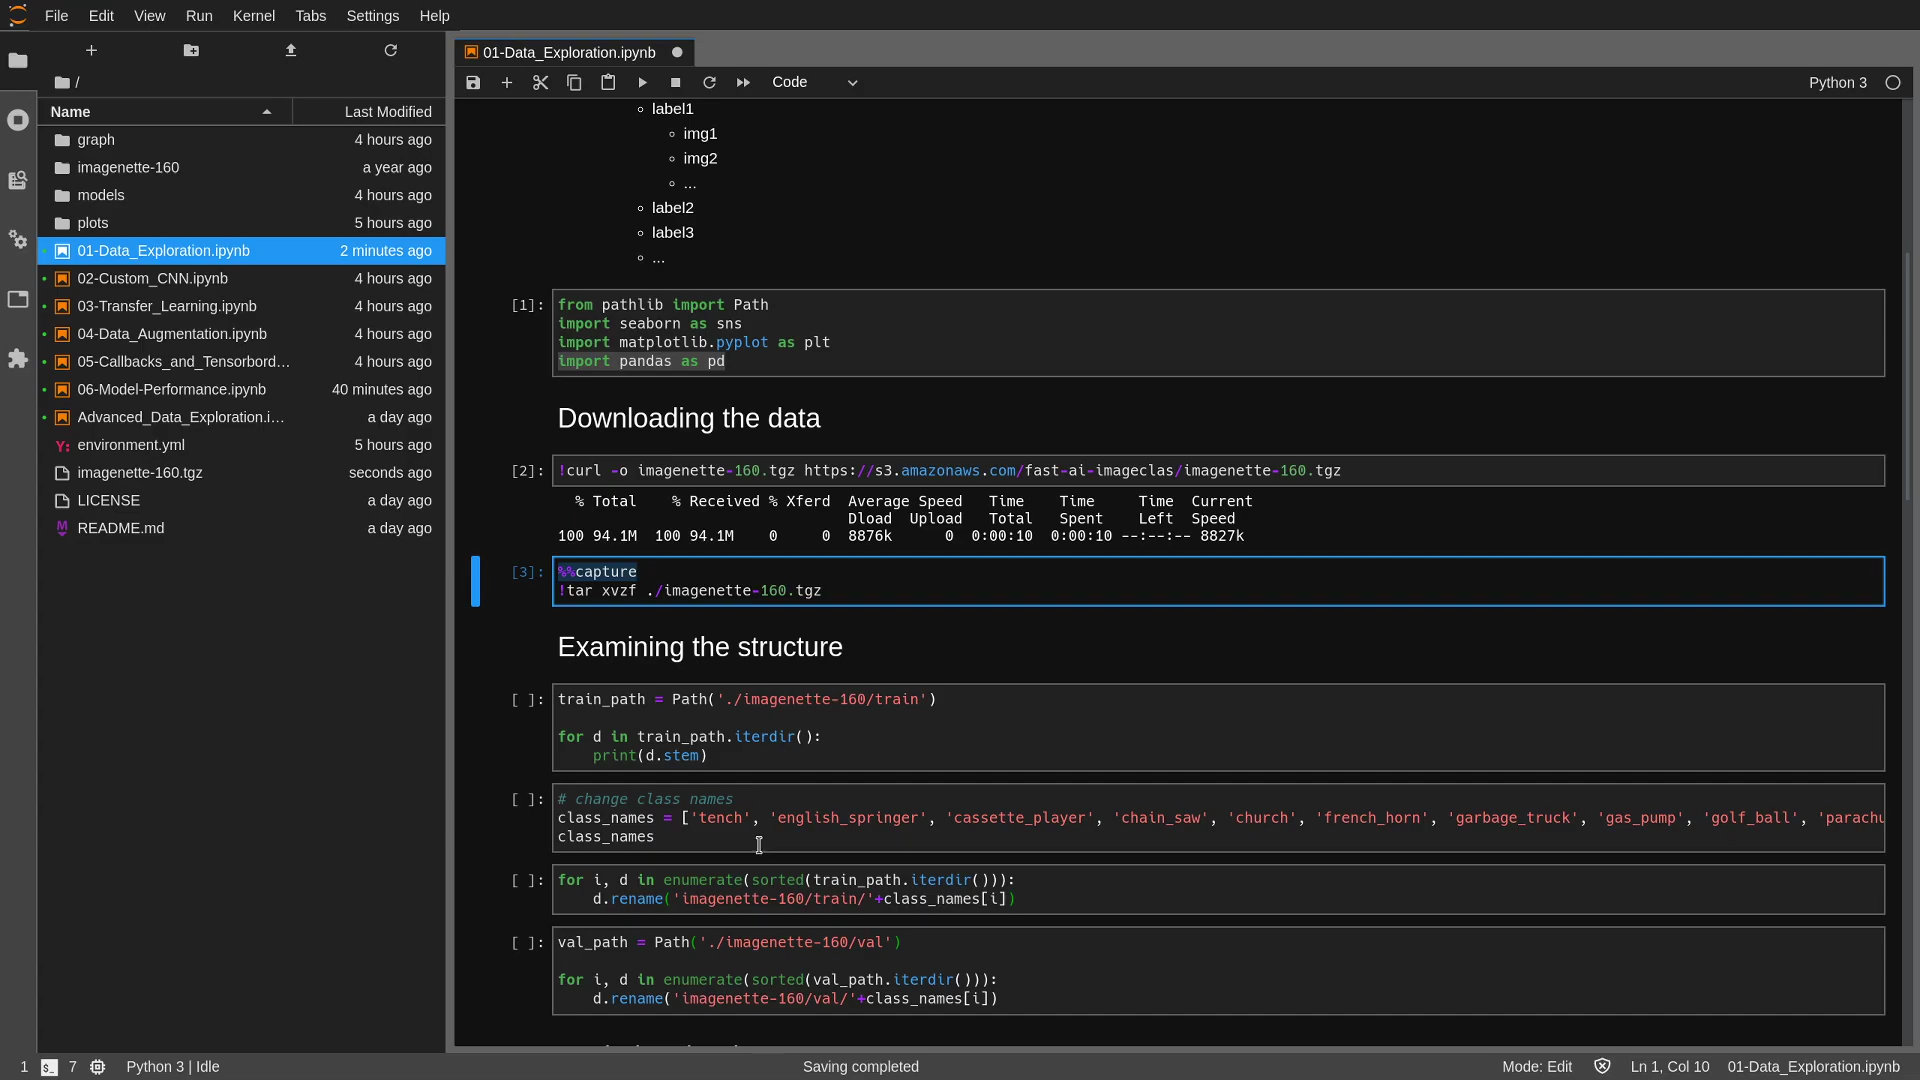 File Edit View Run Kernel Tabs Settings Help
/
Name Last Modified
graph 4 hours ago
imagenette-160 a year ago
models 4 hours ago
plots 5 hours ago
01-Data_Exploration.ipynb 2 minutes ago
02-Custom_CNN.ipynb 4 hours ago
03-Transfer_Learning.ipynb 4 hours ago
04-Data_Augmentation.ipynb 4 hours ago
05-Callbacks_and_Tensorbord... 4 hours ago
06-Model-Performance.ipynb 40 minutes ago
Advanced_Data_Exploration.i... a day ago
environment.yml 5 hours ago
imagenette-160.tgz seconds ago
LICENSE a day ago
README.md a day ago
01-Data_Exploration.ipynb
Code Python 3
label1
img1
img2
...
label2
label3
...
[1]: from pathlib import Path
import seaborn as sns
import matplotlib.pyplot as plt
import pandas as pd
Downloading the data
[2]: !curl -o imagenette-160.tgz https://s3.amazonaws.com/fast-ai-imageclas/imagenette-160.tgz
% Total % Received % Xferd Average Speed Time Time Time Current
Dload Upload Total Spent Left Speed
100 94.1M 100 94.1M 0 0 8876k 0 0:00:10 0:00:10 --:--:-- 8827k
[3]: %%capture
!tar xvzf ./imagenette-160.tgz
Examining the structure
[ ]: train_path = Path('./imagenette-160/train')
for d in train_path.iterdir():
print(d.stem)
[ ]: # change class names
class_names = ['tench', 'english_springer', 'cassette_player', 'chain_saw', 'church', 'french_horn', 'garbage_truck', 'gas_pump', 'golf_ball', 'parachu
class_names
[ ]: for i, d in enumerate(sorted(train_path.iterdir())):
d.rename('imagenette-160/train/'+class_names[i])
[ ]: val_path = Path('./imagenette-160/val')
for i, d in enumerate(sorted(val_path.iterdir())):
d.rename('imagenette-160/val/'+class_names[i])
1 $_ 7 Python 3 | Idle Saving completed Mode: Edit Ln 1, Col 10 01-Data_Exploration.ipynb